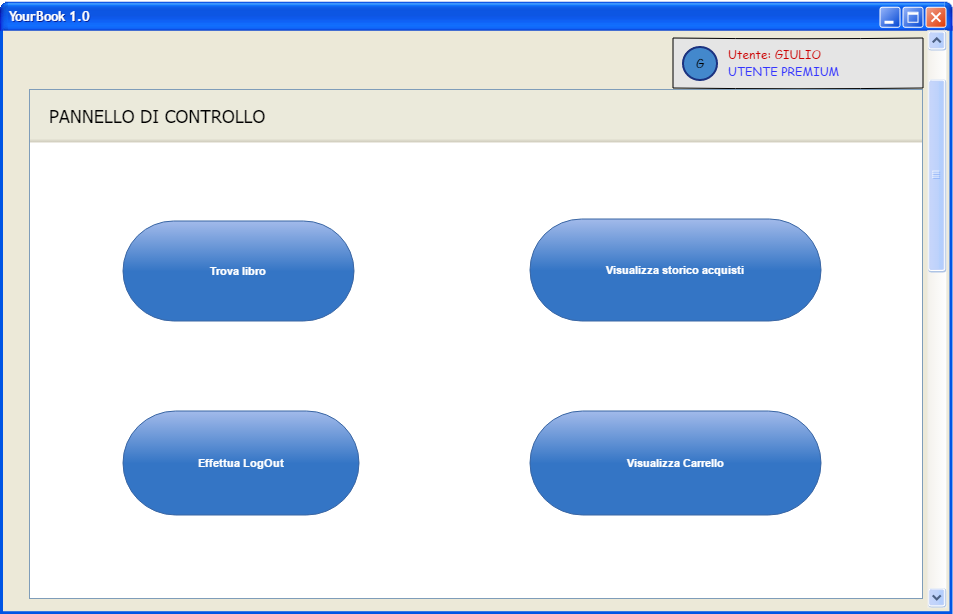 YourBook 1.0
G
Utente: GIULIO
UTENTE PREMIUM
PANNELLO DI CONTROLLO
Trova libro
Visualizza storico acquisti
Effettua LogOut
Visualizza Carrello